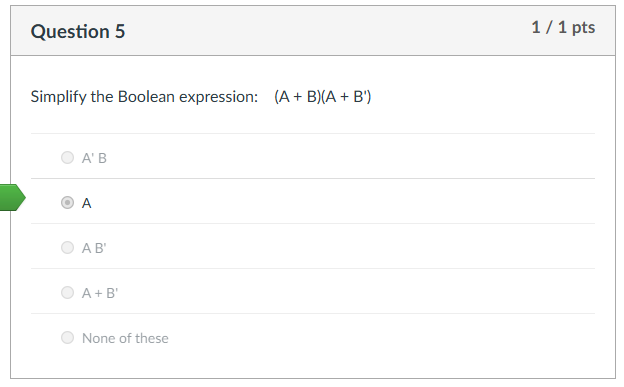 Question 5 1 / 1 pts
Simplify the Boolean expression: (A + B)(A + B')
A' B
A
A B'
A + B'
None of these